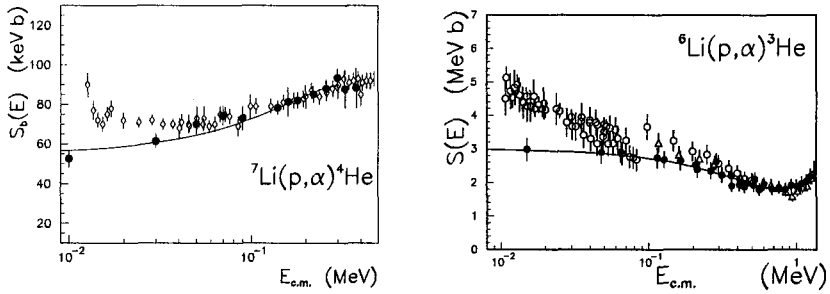 S_b(E) (keV b)
120
100
80
60
40
20
⁷Li(p,α)⁴He
10⁻² 10⁻¹
E_c.m. (MeV)
S(E) (MeV b)
7
6
5
4
3
2
1
0
⁶Li(p,α)³He
10⁻² 10⁻¹ 1
E_c.m. (MeV)